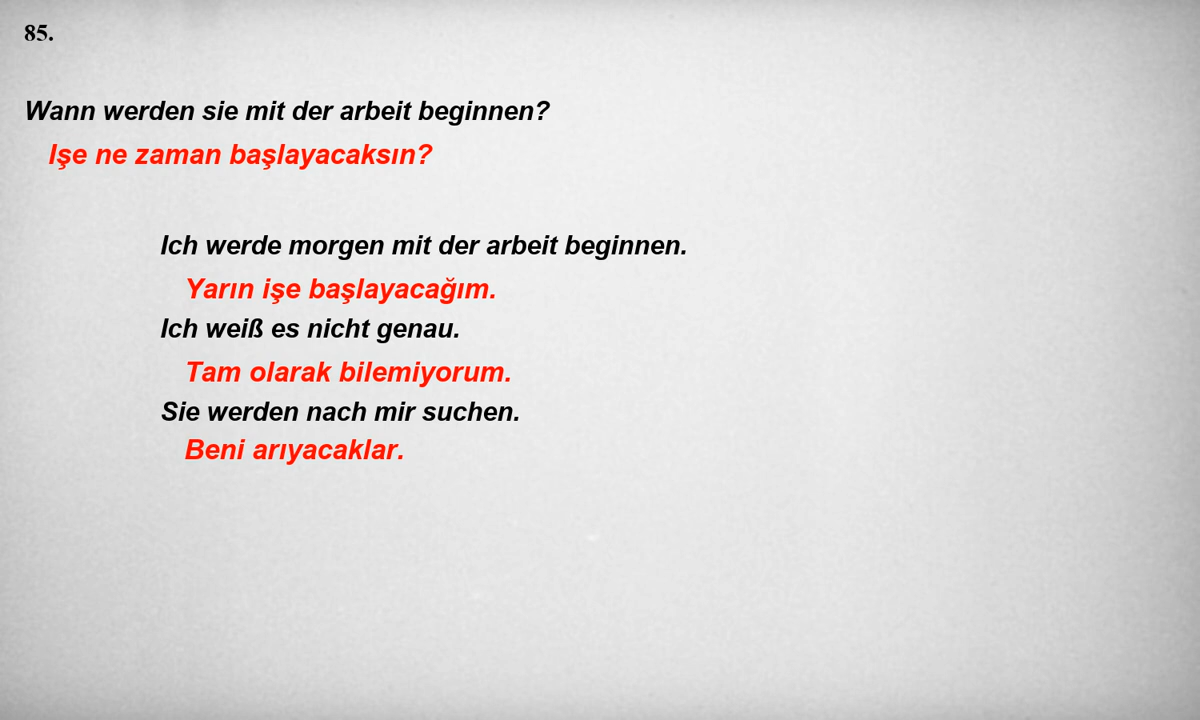 85.
Wann werden sie mit der arbeit beginnen?
Işe ne zaman başlayacaksın?
Ich werde morgen mit der arbeit beginnen.
Yarın işe başlayacağım.
Ich weiß es nicht genau.
Tam olarak bilemiyorum.
Sie werden nach mir suchen.
Beni arıyacaklar.